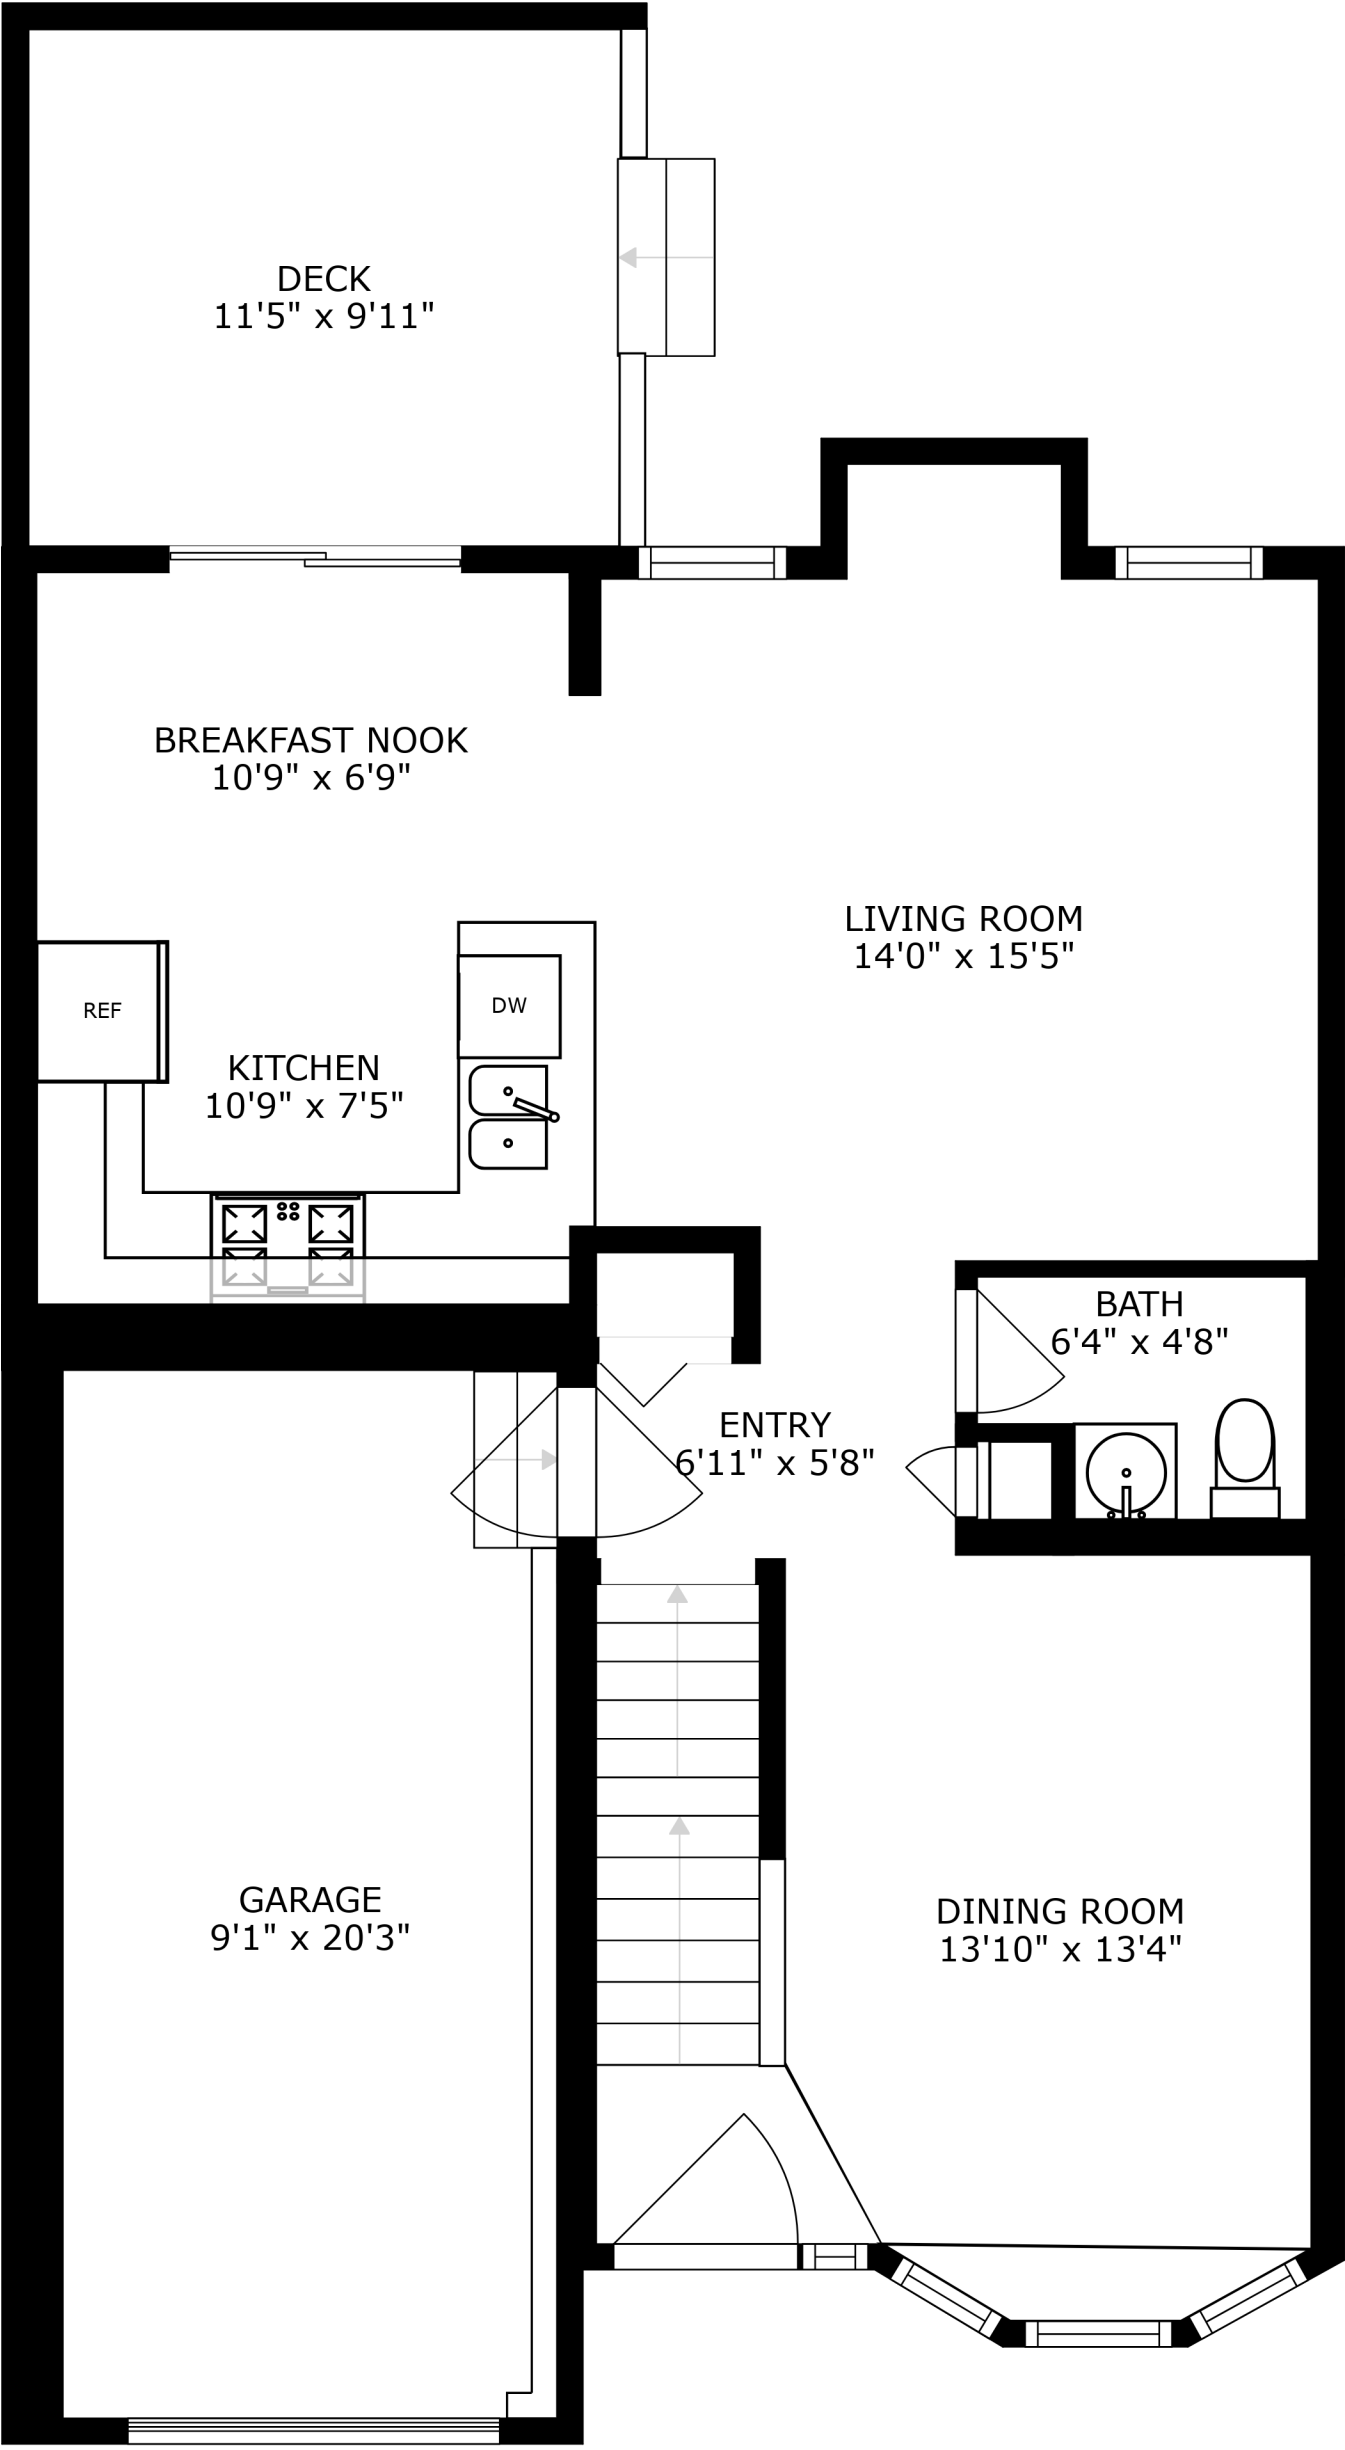 DECK
11'5" x 9'11"
BREAKFAST NOOK
10'9" x 6'9"
LIVING ROOM
14'0" x 15'5"
REF
DW
KITCHEN
10'9" x 7'5"
BATH
6'4" x 4'8"
ENTRY
6'11" x 5'8"
GARAGE
9'1" x 20'3"
DINING ROOM
13'10" x 13'4"